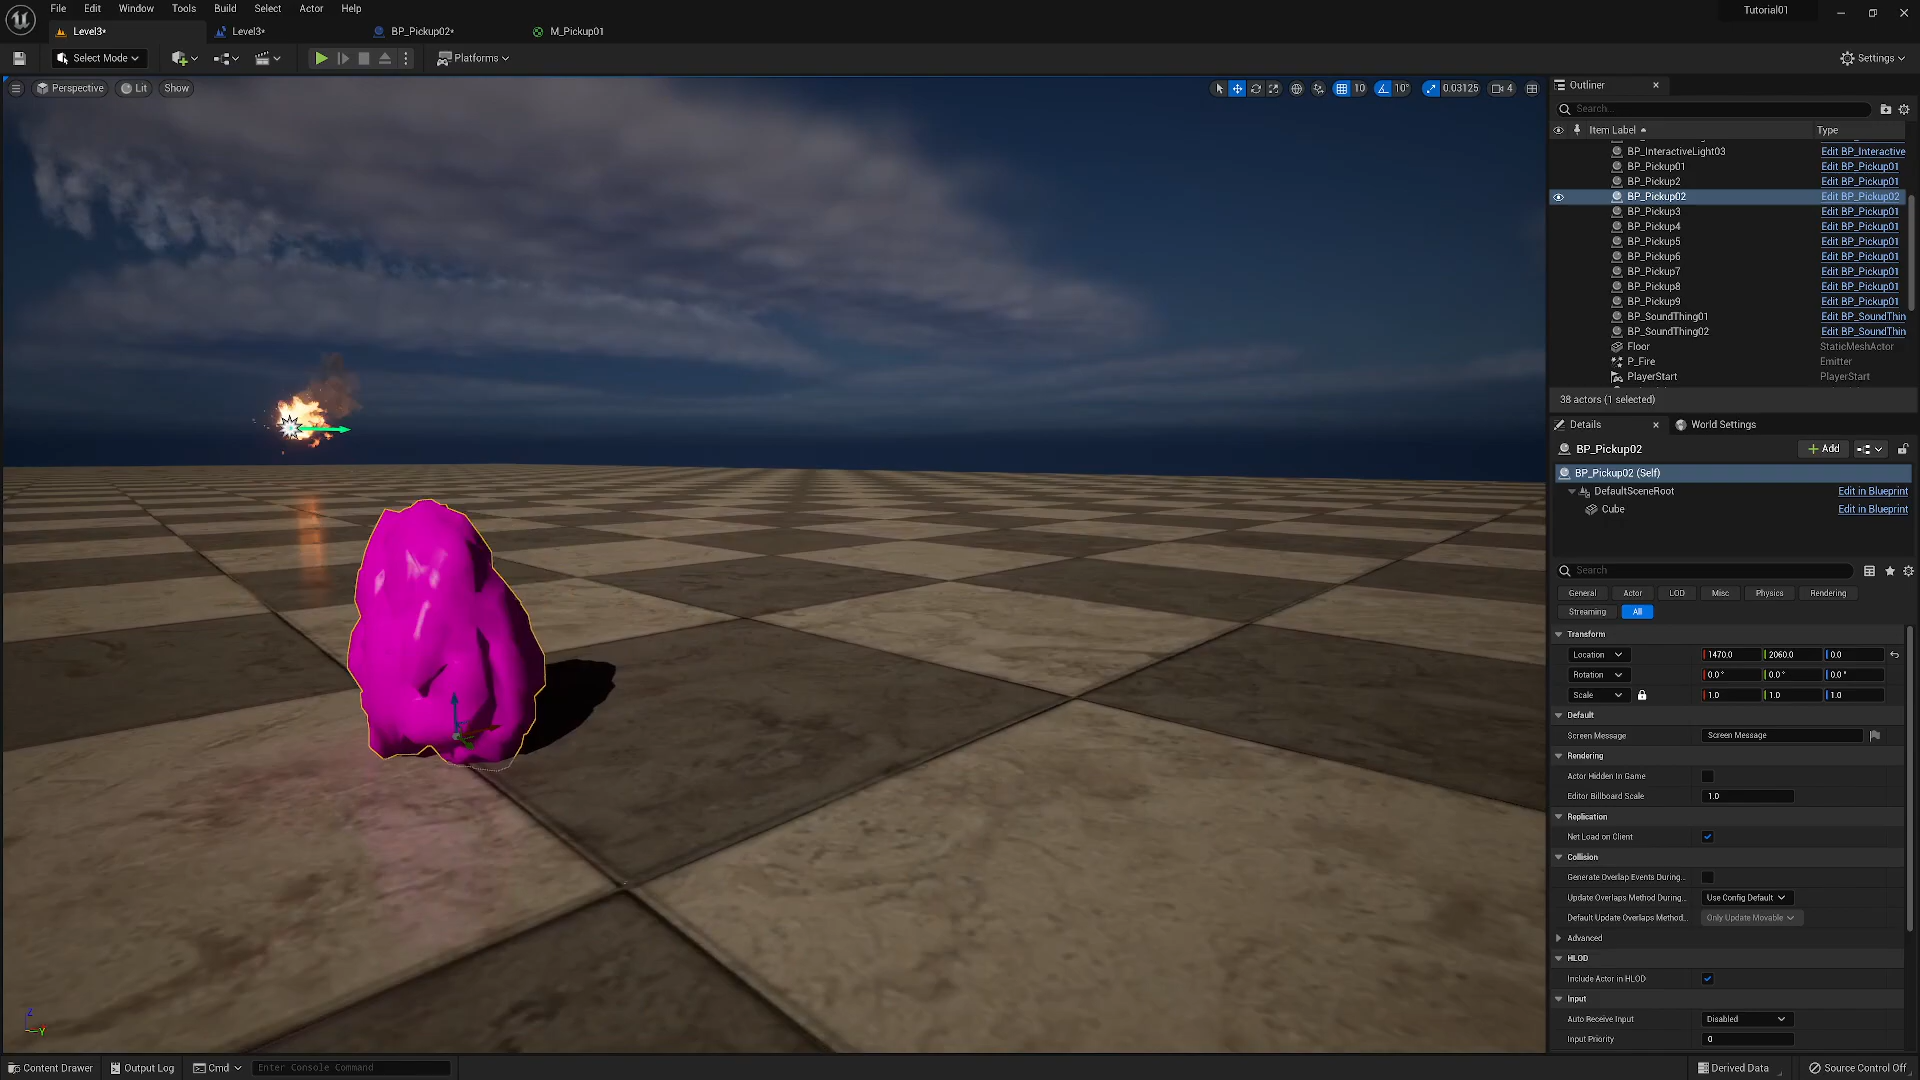 File Edit Window Tools Build Select Actor Help
Tutorial01
Level3* Level3* BP_Pickup02* M_Pickup01
Select Mode Platforms Settings
Perspective Lit Show 10 10° 0.03125 4
Outliner
Search...
Item Label Type
BP_InteractiveLight03 Edit BP_Interactive
BP_Pickup01 Edit BP_Pickup01
BP_Pickup2 Edit BP_Pickup01
BP_Pickup02 Edit BP_Pickup02
BP_Pickup3 Edit BP_Pickup01
BP_Pickup4 Edit BP_Pickup01
BP_Pickup5 Edit BP_Pickup01
BP_Pickup6 Edit BP_Pickup01
BP_Pickup7 Edit BP_Pickup01
BP_Pickup8 Edit BP_Pickup01
BP_Pickup9 Edit BP_Pickup01
BP_SoundThing01 Edit BP_SoundThin
BP_SoundThing02 Edit BP_SoundThin
Floor StaticMeshActor
P_Fire Emitter
PlayerStart PlayerStart
38 actors (1 selected)
Details World Settings
BP_Pickup02 Add
BP_Pickup02 (Self)
DefaultSceneRoot Edit in Blueprint
Cube Edit in Blueprint
Search
General Actor LOD Misc Physics Rendering
Streaming All
Transform
Location 1470.0 2060.0 0.0
Rotation 0.0° 0.0° 0.0°
Scale 1.0 1.0 1.0
Default
Screen Message Screen Message
Rendering
Actor Hidden In Game
Editor Billboard Scale 1.0
Replication
Net Load on Client
Collision
Generate Overlap Events During...
Update Overlaps Method During... Use Config Default
Default Update Overlaps Method... Only Update Movable
Advanced
HLOD
Include Actor in HLOD
Input
Auto Receive Input Disabled
Input Priority 0
Z
Y
Content Drawer Output Log Cmd Enter Console Command Derived Data Source Control Off